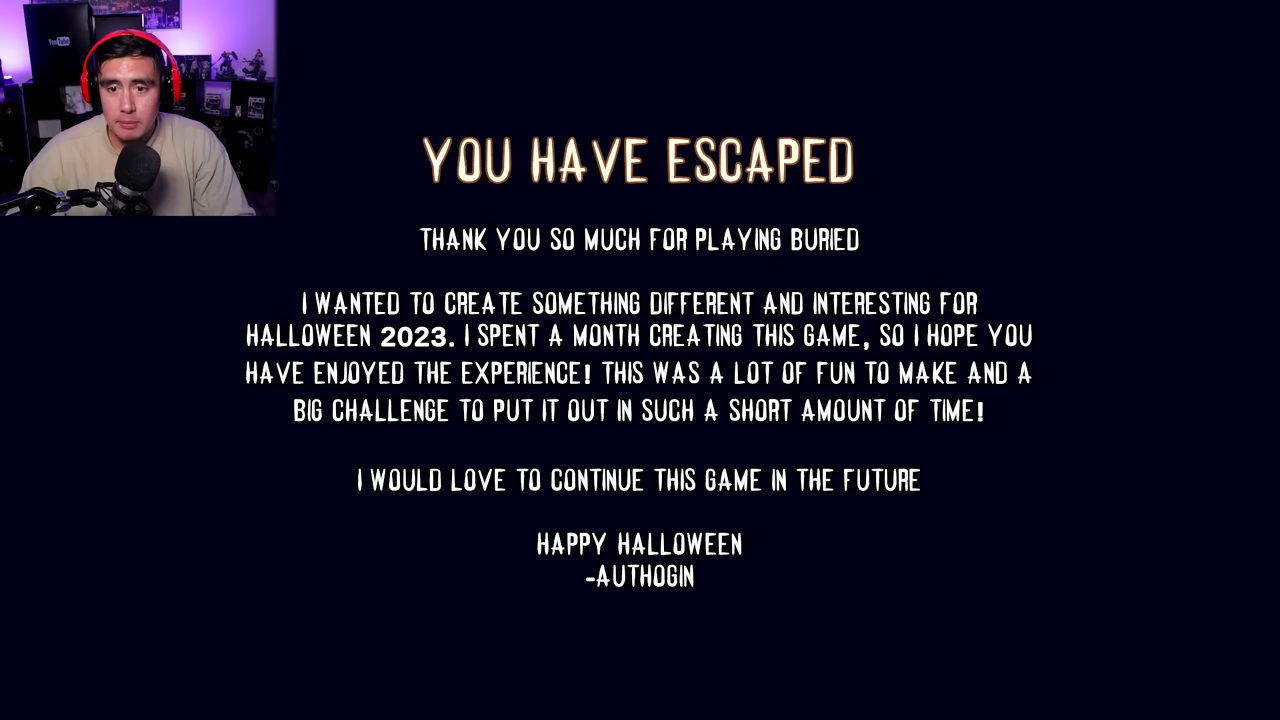 YouTube
YOU HAVE ESCAPED
THANK YOU SO MUCH FOR PLAYING BURIED
I WANTED TO CREATE SOMETHING DIFFERENT AND INTERESTING FOR
HALLOWEEN 2023. I SPENT A MONTH CREATING THIS GAME, SO I HOPE YOU
HAVE ENJOYED THE EXPERIENCE! THIS WAS A LOT OF FUN TO MAKE AND A
BIG CHALLENGE TO PUT IT OUT IN SUCH A SHORT AMOUNT OF TIME!
I WOULD LOVE TO CONTINUE THIS GAME IN THE FUTURE
HAPPY HALLOWEEN
-AUTHOGIN